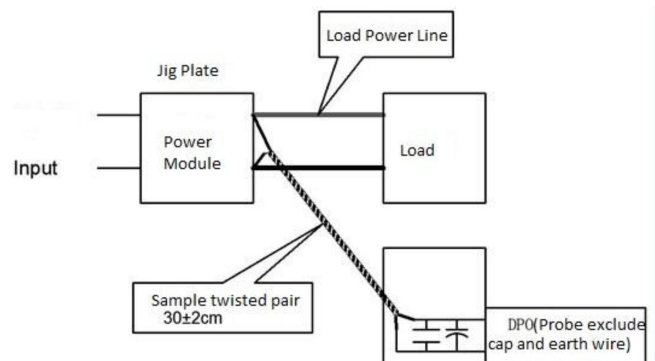 Load Power Line
Jig Plate
Power
Module
Load
Input
Sample twisted pair
30±2cm
DPO(Probe exclude
cap and earth wire)